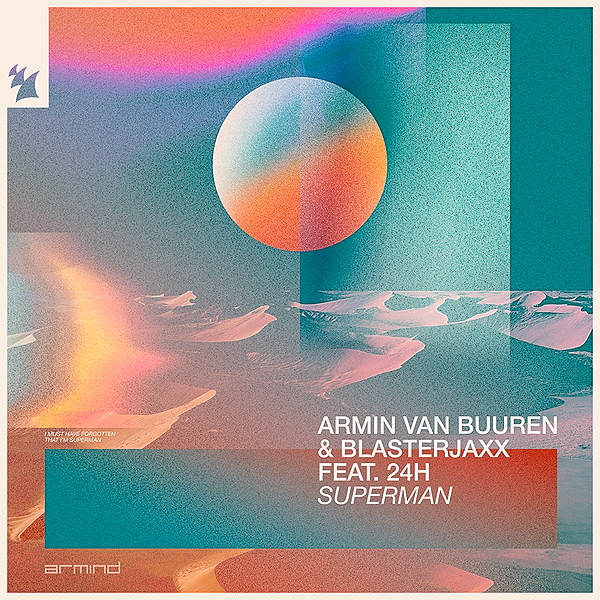 I MUST HAVE FORGOTTEN
THAT I'M SUPERMAN
ARMIN VAN BUUREN
& BLASTERJAXX
FEAT. 24H
SUPERMAN
armind